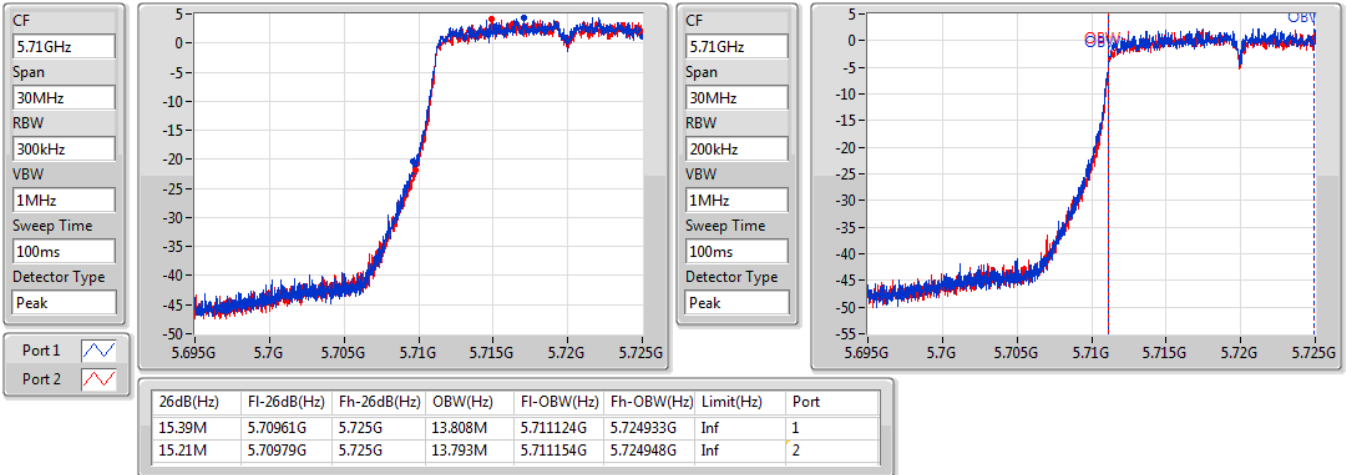 CF
5.71GHz
Span
30MHz
RBW
300kHz
VBW
1MHz
Sweep Time
100ms
Detector Type
Peak
5
0
-5
-10
-15
-20
-25
-30
-35
-40
-45
-50
5.695G 5.7G 5.705G 5.71G 5.715G 5.72G 5.725G
CF
5.71GHz
Span
30MHz
RBW
200kHz
VBW
1MHz
Sweep Time
100ms
Detector Type
Peak
5
0
-5
-10
-15
-20
-25
-30
-35
-40
-45
-50
-55
OBW
OBW
5.695G 5.7G 5.705G 5.71G 5.715G 5.72G 5.725G
Port 1
Port 2
26dB(Hz) Fl-26dB(Hz) Fh-26dB(Hz) OBW(Hz) Fl-OBW(Hz) Fh-OBW(Hz) Limit(Hz) Port
15.39M 5.70961G 5.725G 13.808M 5.711124G 5.724933G Inf 1
15.21M 5.70979G 5.725G 13.793M 5.711154G 5.724948G Inf 2